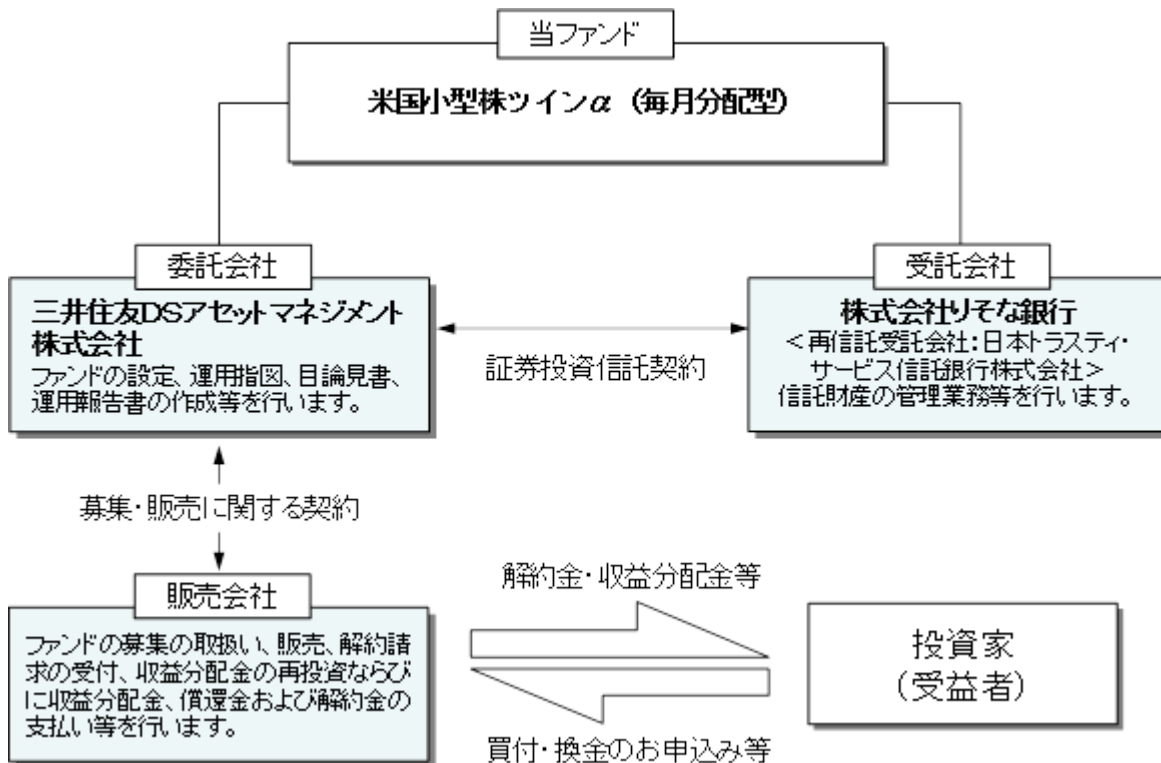 当ファンド
米国小型株ツインα（毎月分配型）
委託会社
三井住友DSアセットマネジメント
株式会社
ファンドの設定、運用指図、目論見書、
運用報告書の作成等を行います。
証券投資信託契約
受託会社
株式会社りそな銀行
＜再信託受託会社：日本トラスティ・
サービス信託銀行株式会社＞
信託財産の管理業務等を行います。
募集・販売に関する契約
販売会社
ファンドの募集の取扱い、販売、解約請
求の受付、収益分配金の再投資ならび
に収益分配金、償還金および解約金の
支払い等を行います。
解約金・収益分配金等
買付・換金のお申込み等
投資家
（受益者）